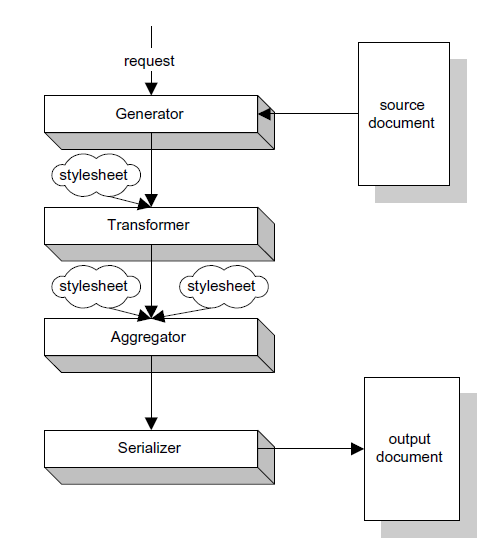 request
Generator
source
document
stylesheet
Transformer
stylesheet
stylesheet
Aggregator
Serializer
output
document